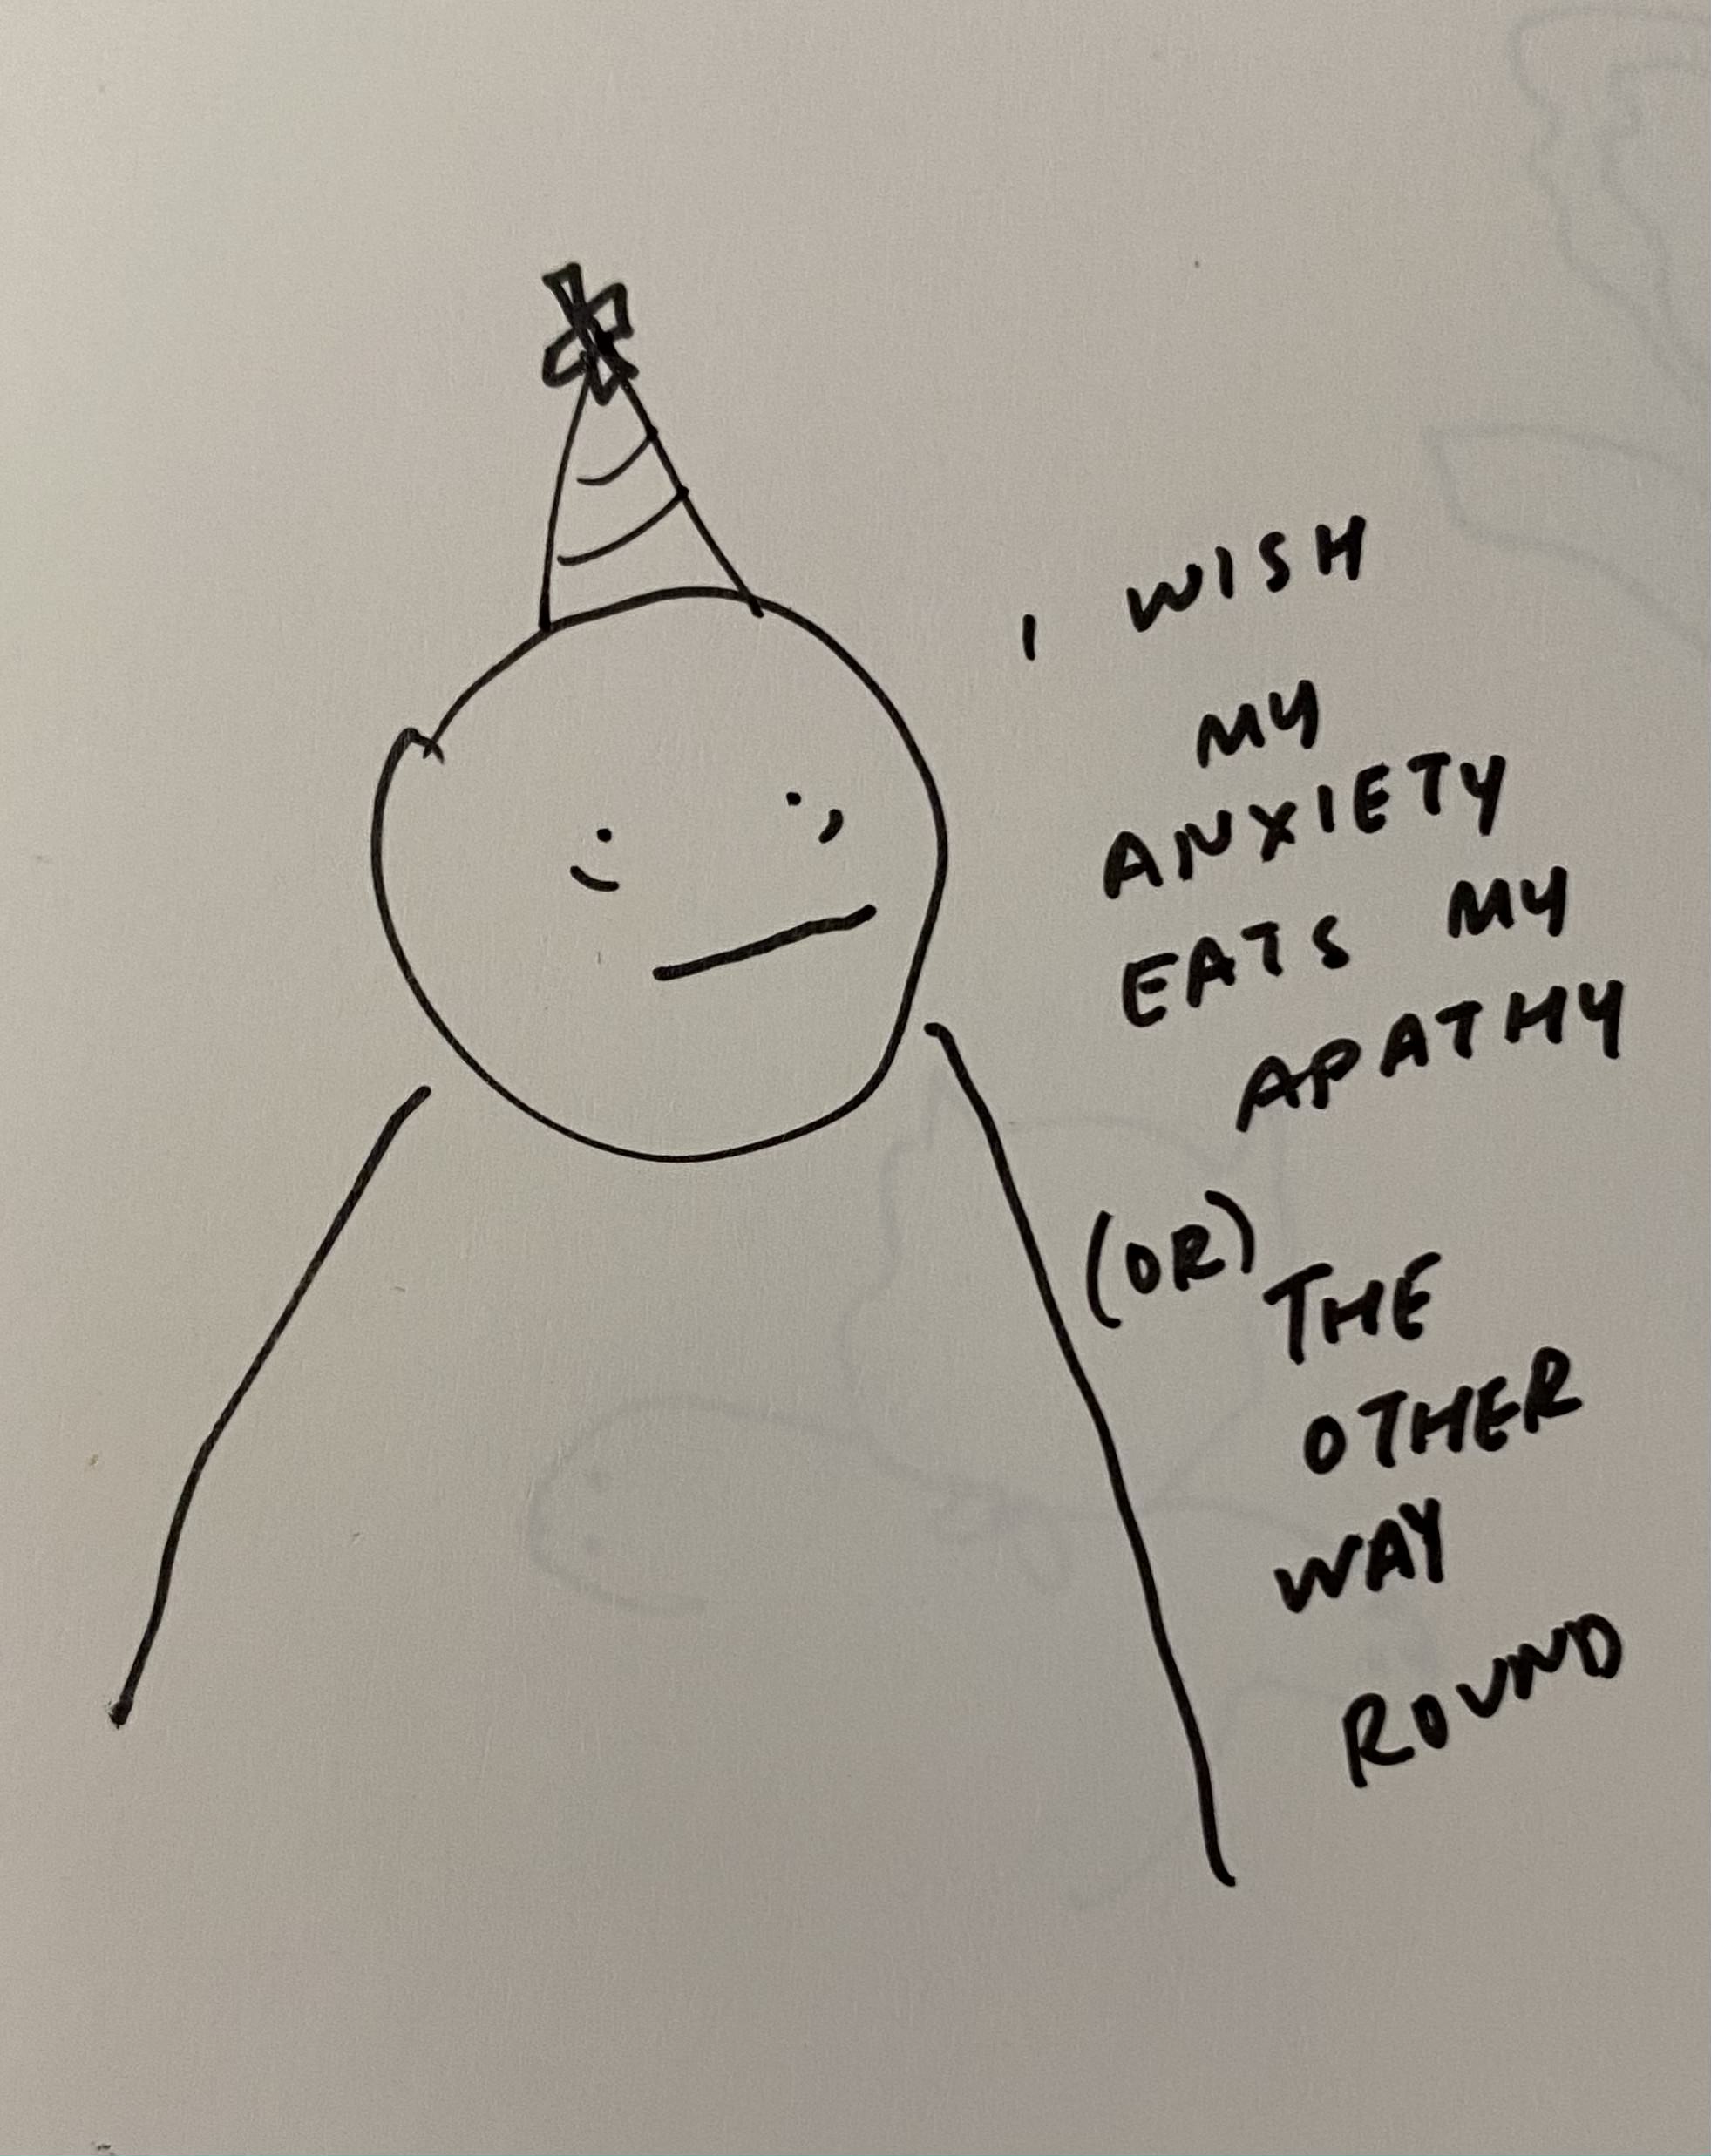 I WISH
MY
ANXIETY
EATS MY
APATHY
(OR) THE
OTHER
WAY
ROUND